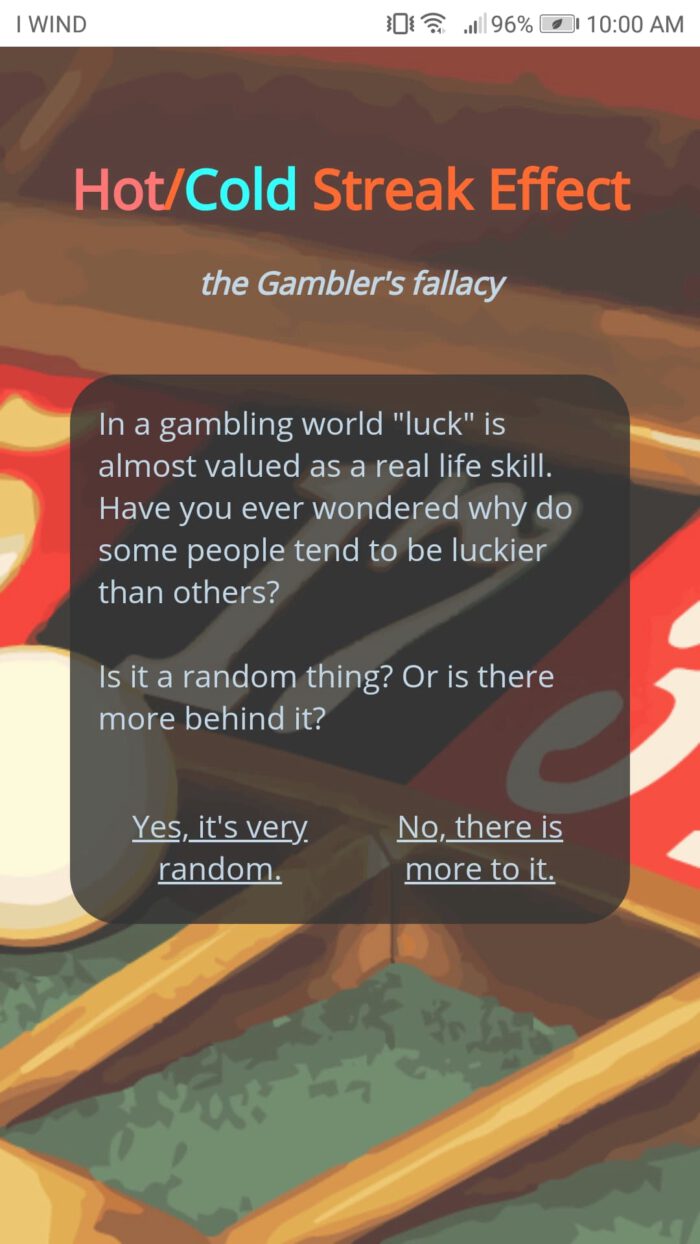 I WIND
96%
10:00 AM
Hot/Cold Streak Effect
the Gambler's fallacy
In a gambling world "luck" is
almost valued as a real life skill.
Have you ever wondered why do
some people tend to be luckier
than others?
Is it a random thing? Or is there
more behind it?
Yes, it's very
random.
No, there is
more to it.
12